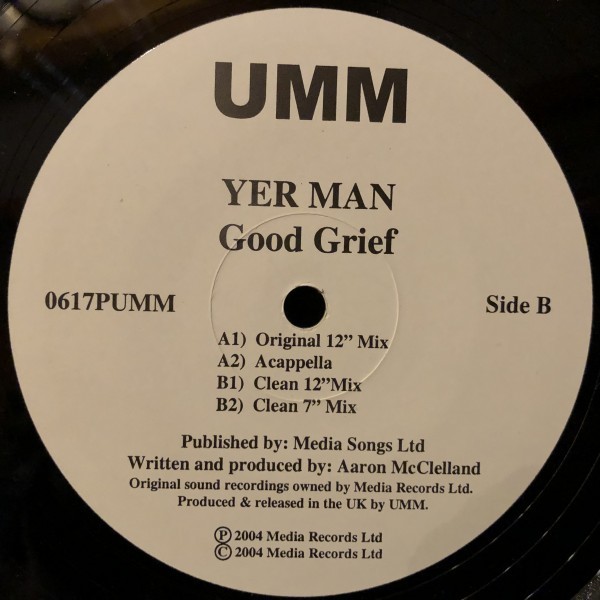 UMM
YER MAN
Good Grief
0617PUMM
Side B
A1) Original 12” Mix
A2) Acappella
B1) Clean 12”Mix
B2) Clean 7” Mix
Published by: Media Songs Ltd
Written and produced by: Aaron McClelland
Original sound recordings owned by Media Records Ltd.
Produced & released in the UK by UMM.
Ⓟ 2004 Media Records Ltd
© 2004 Media Records Ltd